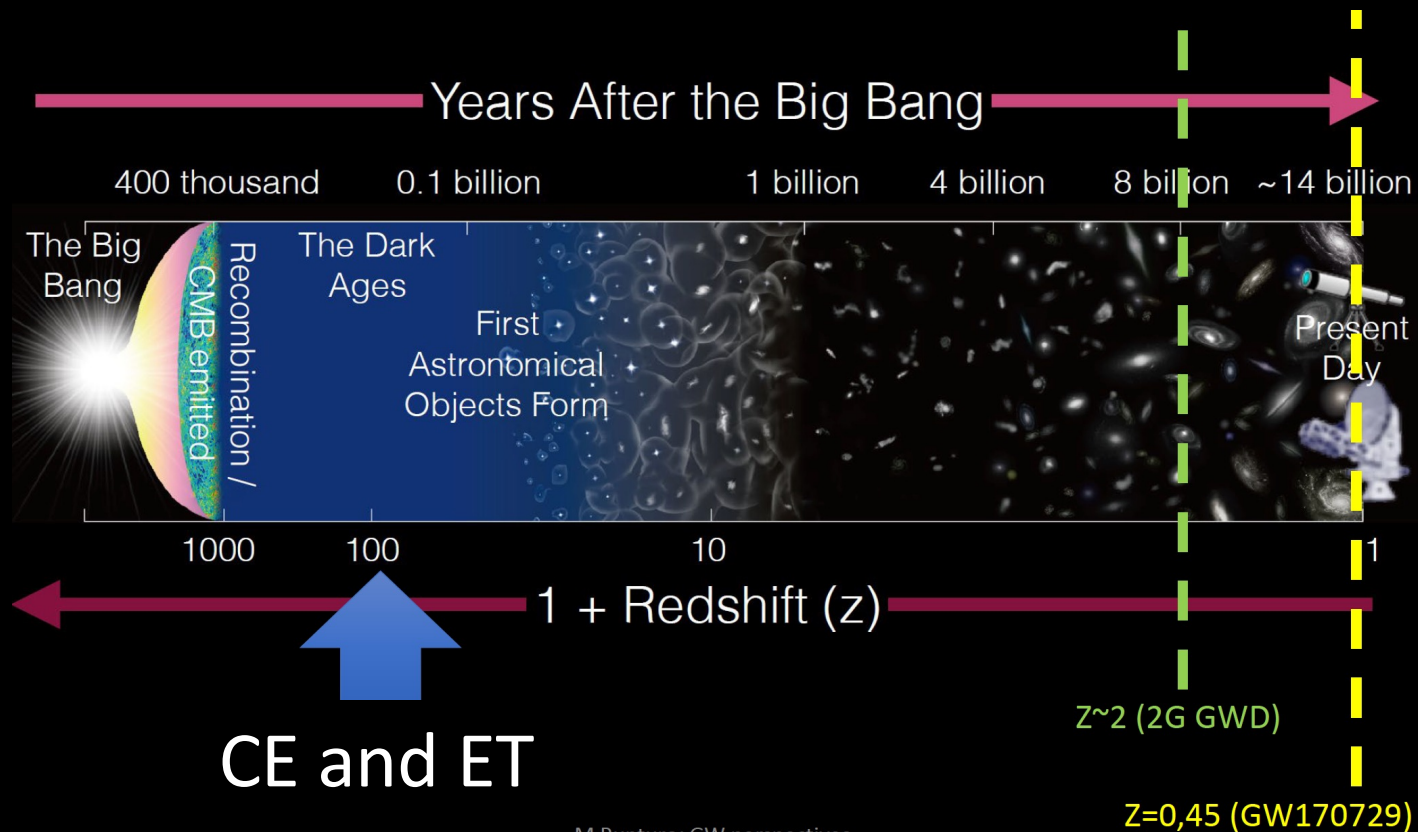 Years After the Big Bang
400 thousand 0.1 billion 1 billion 4 billion 8 billion ~14 billion
The Big
Bang
CMB emitted
Recombination /
The Dark
Ages
First
Astronomical
Objects Form
Present
Day
1000 100 10 1
1 + Redshift (z)
CE and ET
Z~2 (2G GWD)
Z=0,45 (GW170729)